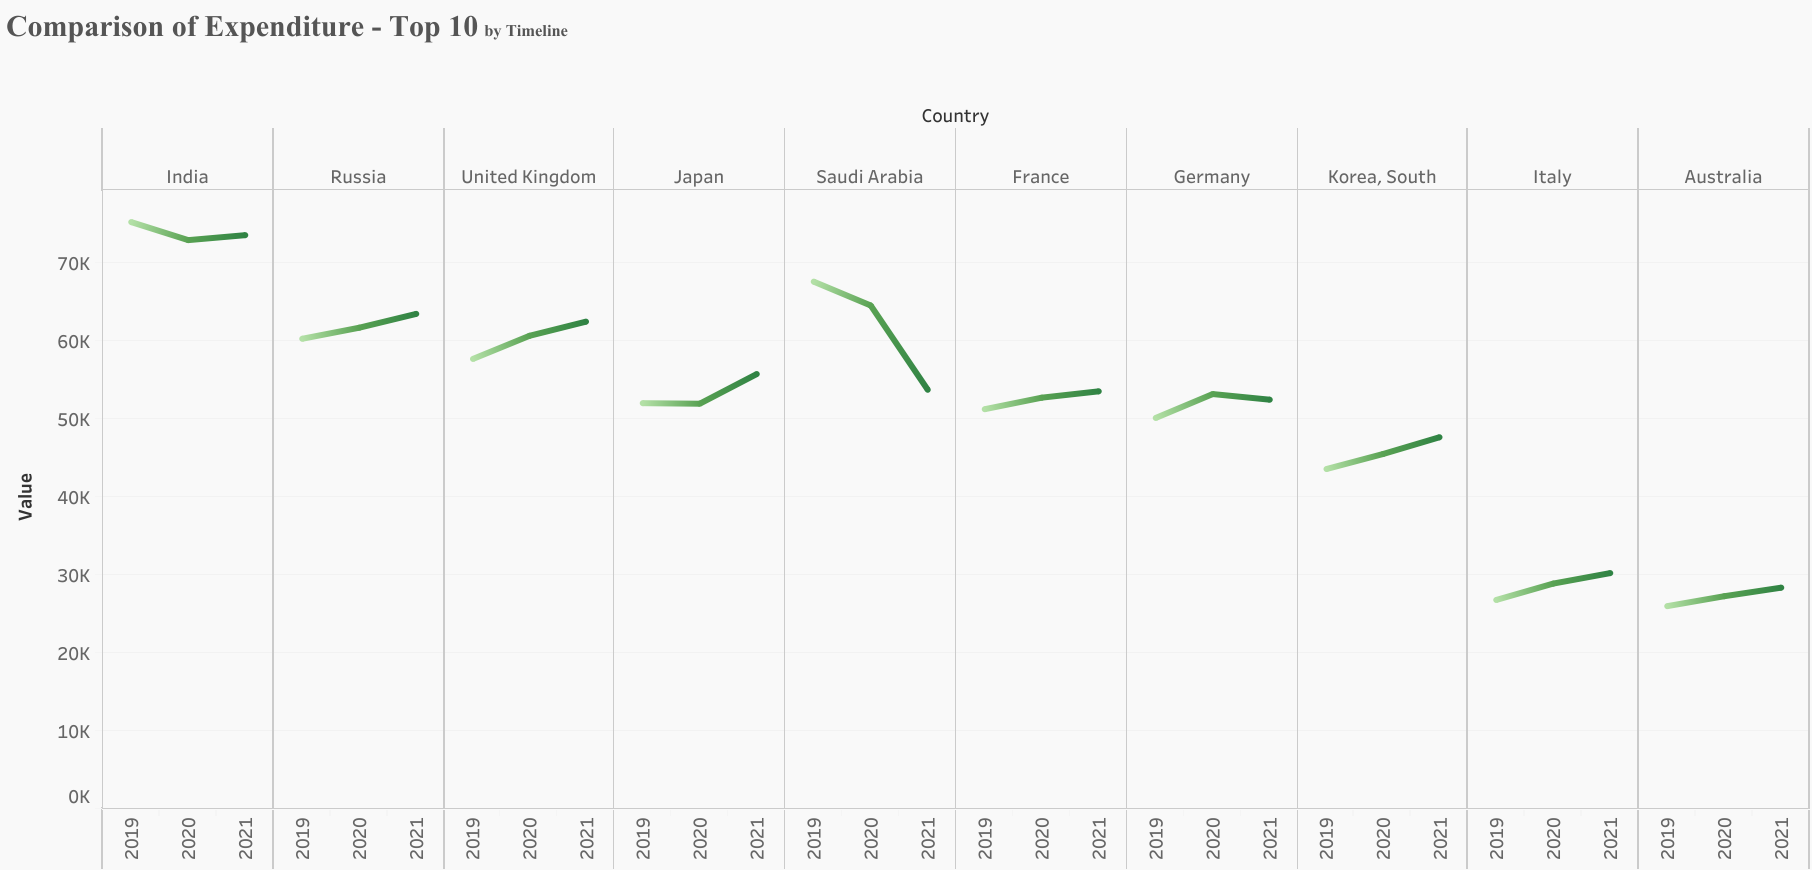 Comparison of Expenditure - Top 10 by Timeline
Country
India Russia United Kingdom Japan Saudi Arabia France Germany Korea, South Italy Australia
Value
70K
60K
50K
40K
30K
20K
10K
0K
2019 2020 2021 2019 2020 2021 2019 2020 2021 2019 2020 2021 2019 2020 2021 2019 2020 2021 2019 2020 2021 2019 2020 2021 2019 2020 2021 2019 2020 2021